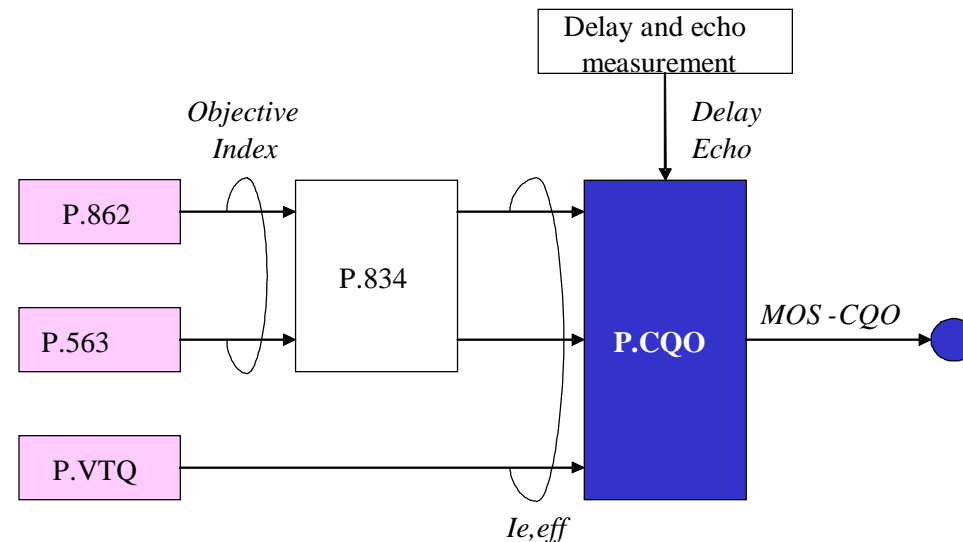 Delay and echo
measurement
Objective
Index
Delay
Echo
P.862
P.834
P.563
P.CQO
MOS -CQO
P.VTQ
Ie,eff